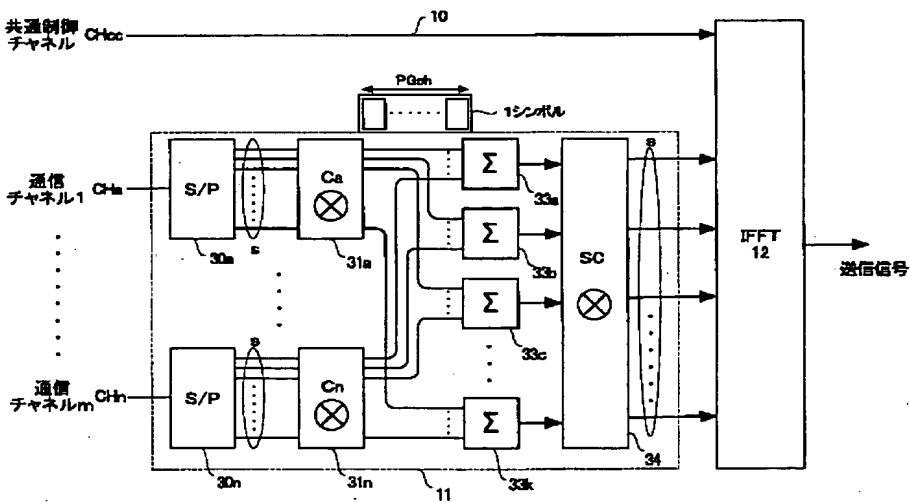 10
共通制御
チャネル CHcc
PGch
1シンボル
通信
チャネル1 CHa
S/P
30a
s
Ca
31a
Σ
33a
Σ
33b
Σ
33c
Σ
33k
SC
34
s
IFFT
12
送信信号
通信
チャネルm CHn
S/P
30n
s
Cn
31n
11